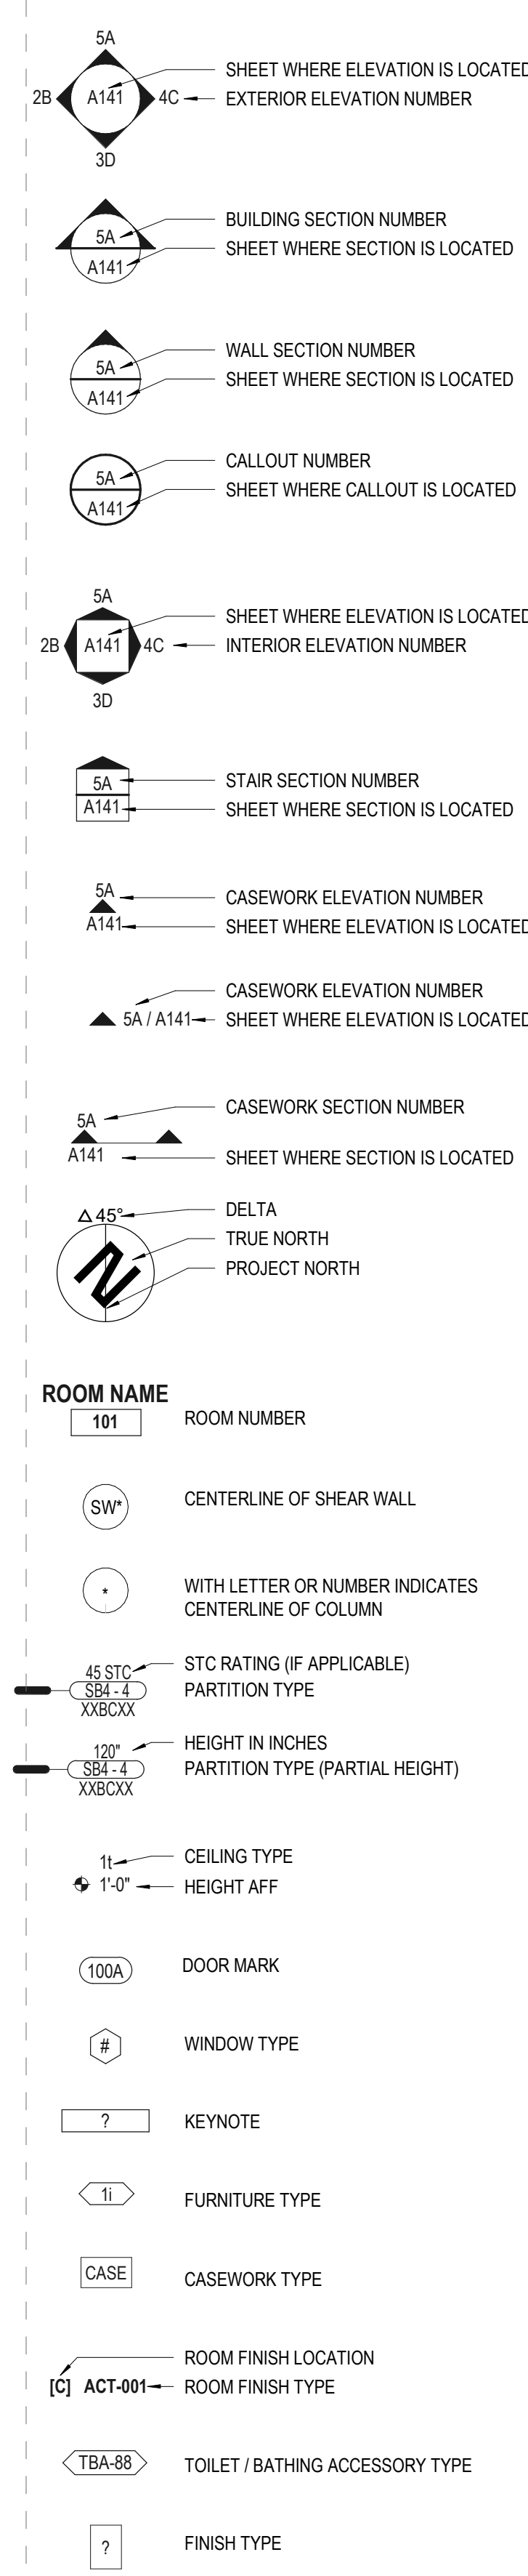 5A
SHEET WHERE ELEVATION IS LOCATED
2B A141 4C EXTERIOR ELEVATION NUMBER
3D
BUILDING SECTION NUMBER
5A
SHEET WHERE SECTION IS LOCATED
A141
WALL SECTION NUMBER
5A
SHEET WHERE SECTION IS LOCATED
A141
CALLOUT NUMBER
5A
SHEET WHERE CALLOUT IS LOCATED
A141
5A
SHEET WHERE ELEVATION IS LOCATED
2B A141 4C INTERIOR ELEVATION NUMBER
3D
5A STAIR SECTION NUMBER
A141 SHEET WHERE SECTION IS LOCATED
5A CASEWORK ELEVATION NUMBER
A141 SHEET WHERE ELEVATION IS LOCATED
CASEWORK ELEVATION NUMBER
5A / A141 SHEET WHERE ELEVATION IS LOCATED
CASEWORK SECTION NUMBER
5A
A141 SHEET WHERE SECTION IS LOCATED
Δ 45° DELTA
TRUE NORTH
N PROJECT NORTH
ROOM NAME
101 ROOM NUMBER
SW* CENTERLINE OF SHEAR WALL
* WITH LETTER OR NUMBER INDICATES
CENTERLINE OF COLUMN
45 STC STC RATING (IF APPLICABLE)
SB4 - 4 PARTITION TYPE
XXBCXX
120" HEIGHT IN INCHES
SB4 - 4 PARTITION TYPE (PARTIAL HEIGHT)
XXBCXX
1t CEILING TYPE
1'-0" HEIGHT AFF
100A DOOR MARK
# WINDOW TYPE
? KEYNOTE
1i FURNITURE TYPE
CASE CASEWORK TYPE
ROOM FINISH LOCATION
[C] ACT-001 ROOM FINISH TYPE
TBA-88 TOILET / BATHING ACCESSORY TYPE
? FINISH TYPE